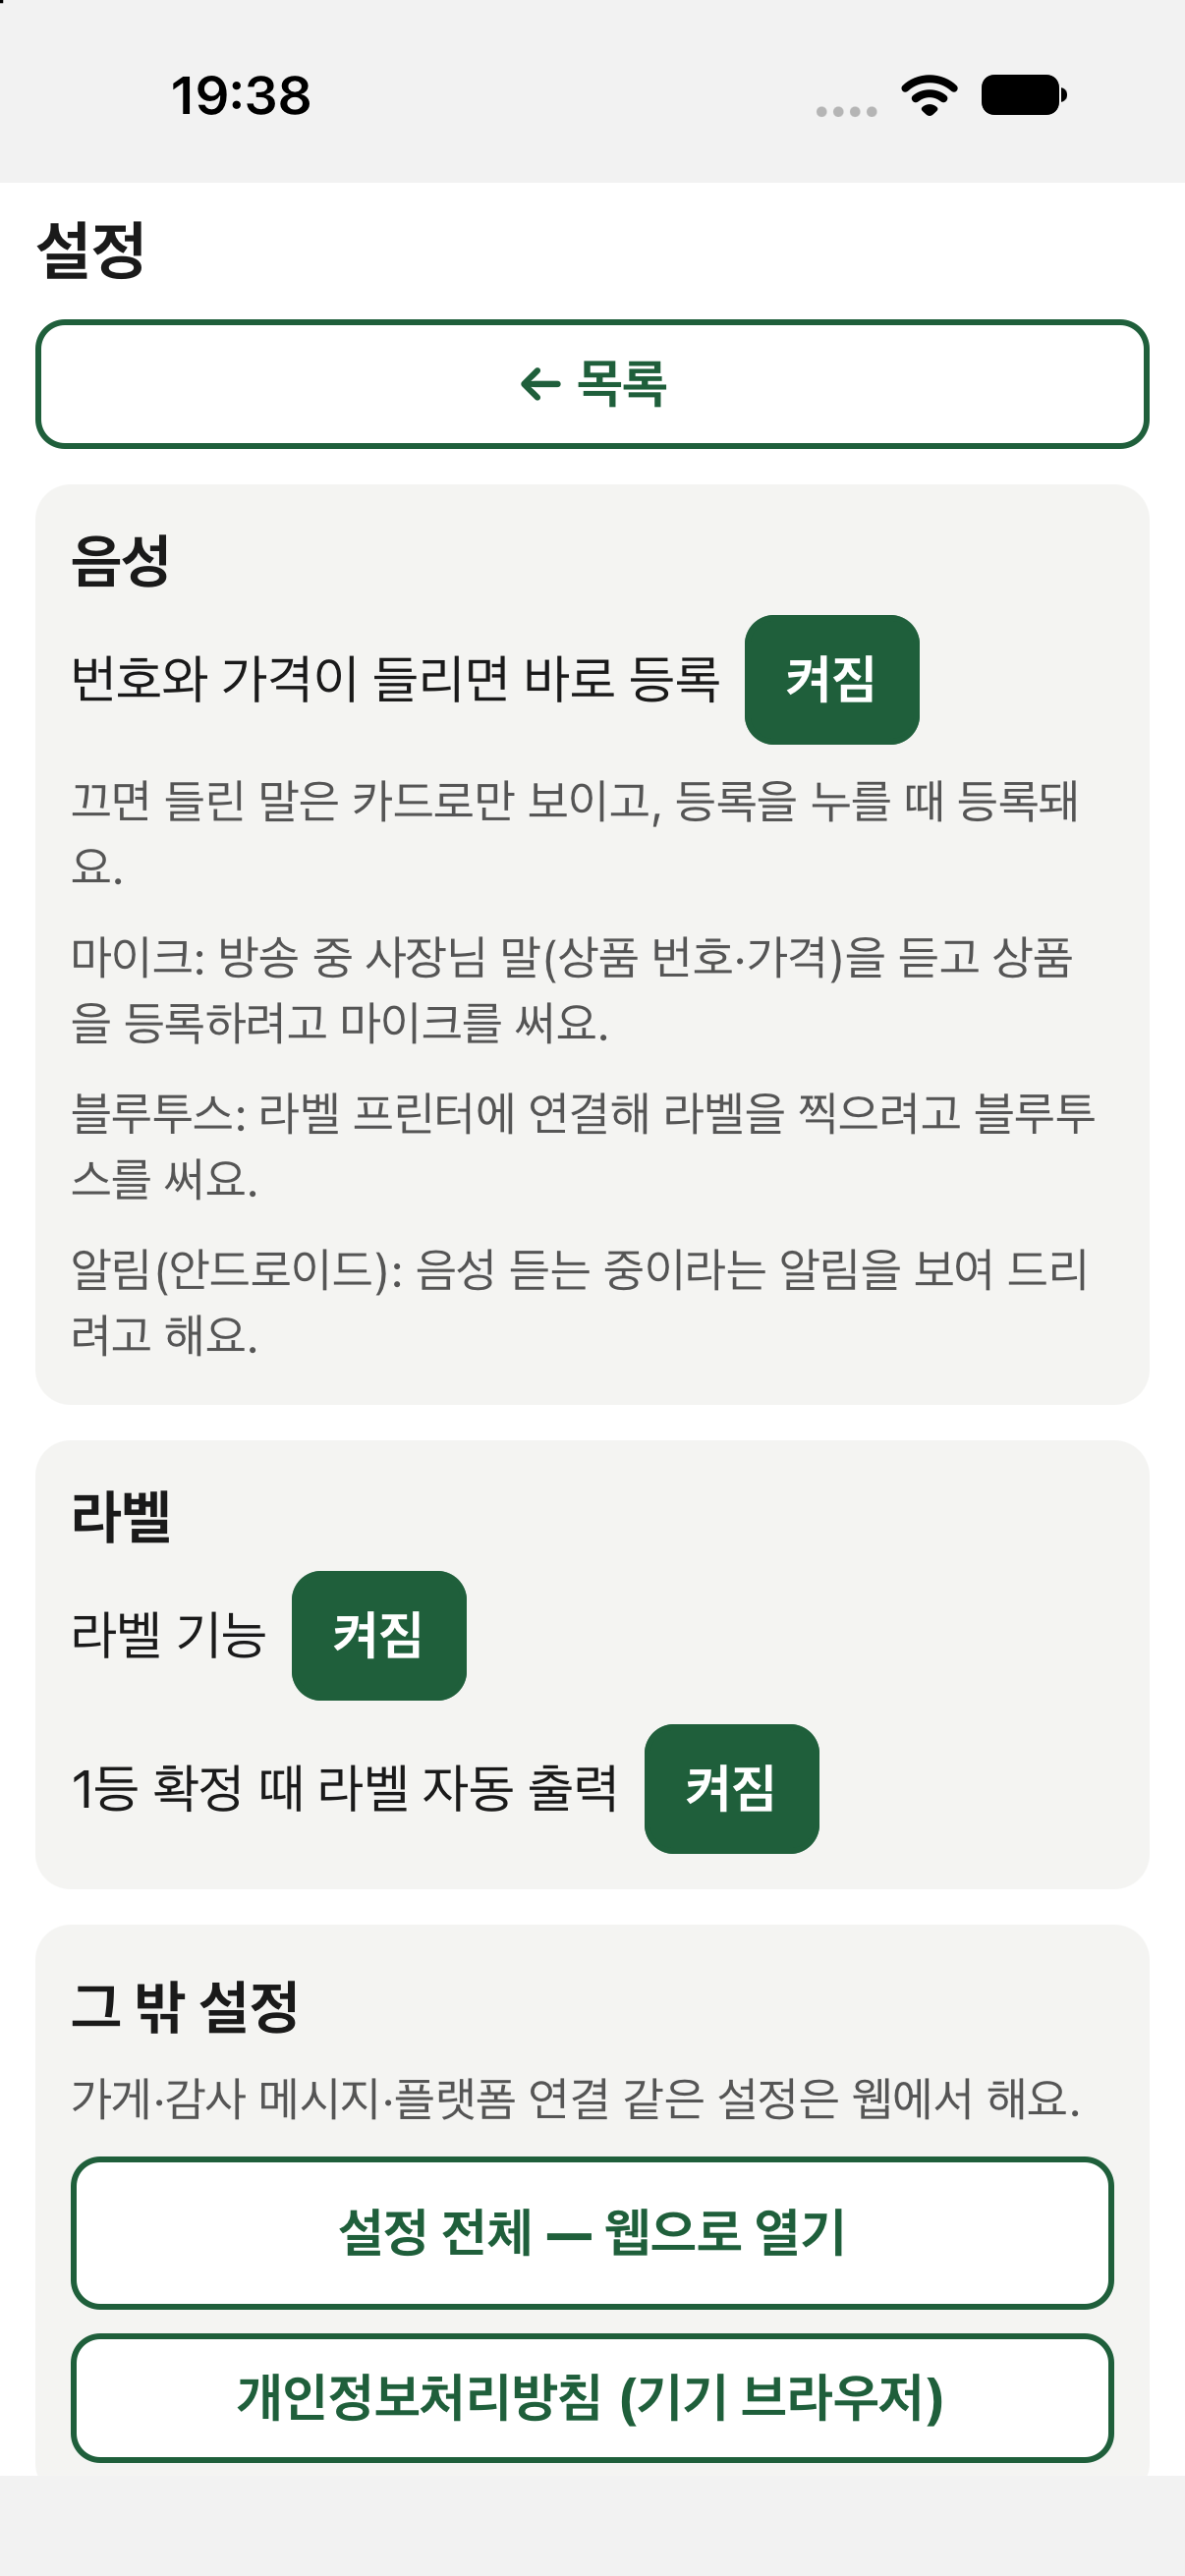 19:38
설정
← 목록
음성
번호와 가격이 들리면 바로 등록 켜짐
끄면 들린 말은 카드로만 보이고, 등록을 누를 때 등록돼
요.
마이크: 방송 중 사장님 말(상품 번호·가격)을 듣고 상품
을 등록하려고 마이크를 써요.
블루투스: 라벨 프린터에 연결해 라벨을 찍으려고 블루투
스를 써요.
알림(안드로이드): 음성 듣는 중이라는 알림을 보여 드리
려고 해요.
라벨
라벨 기능 켜짐
1등 확정 때 라벨 자동 출력 켜짐
그 밖 설정
가게·감사 메시지·플랫폼 연결 같은 설정은 웹에서 해요.
설정 전체 — 웹으로 열기
개인정보처리방침 (기기 브라우저)